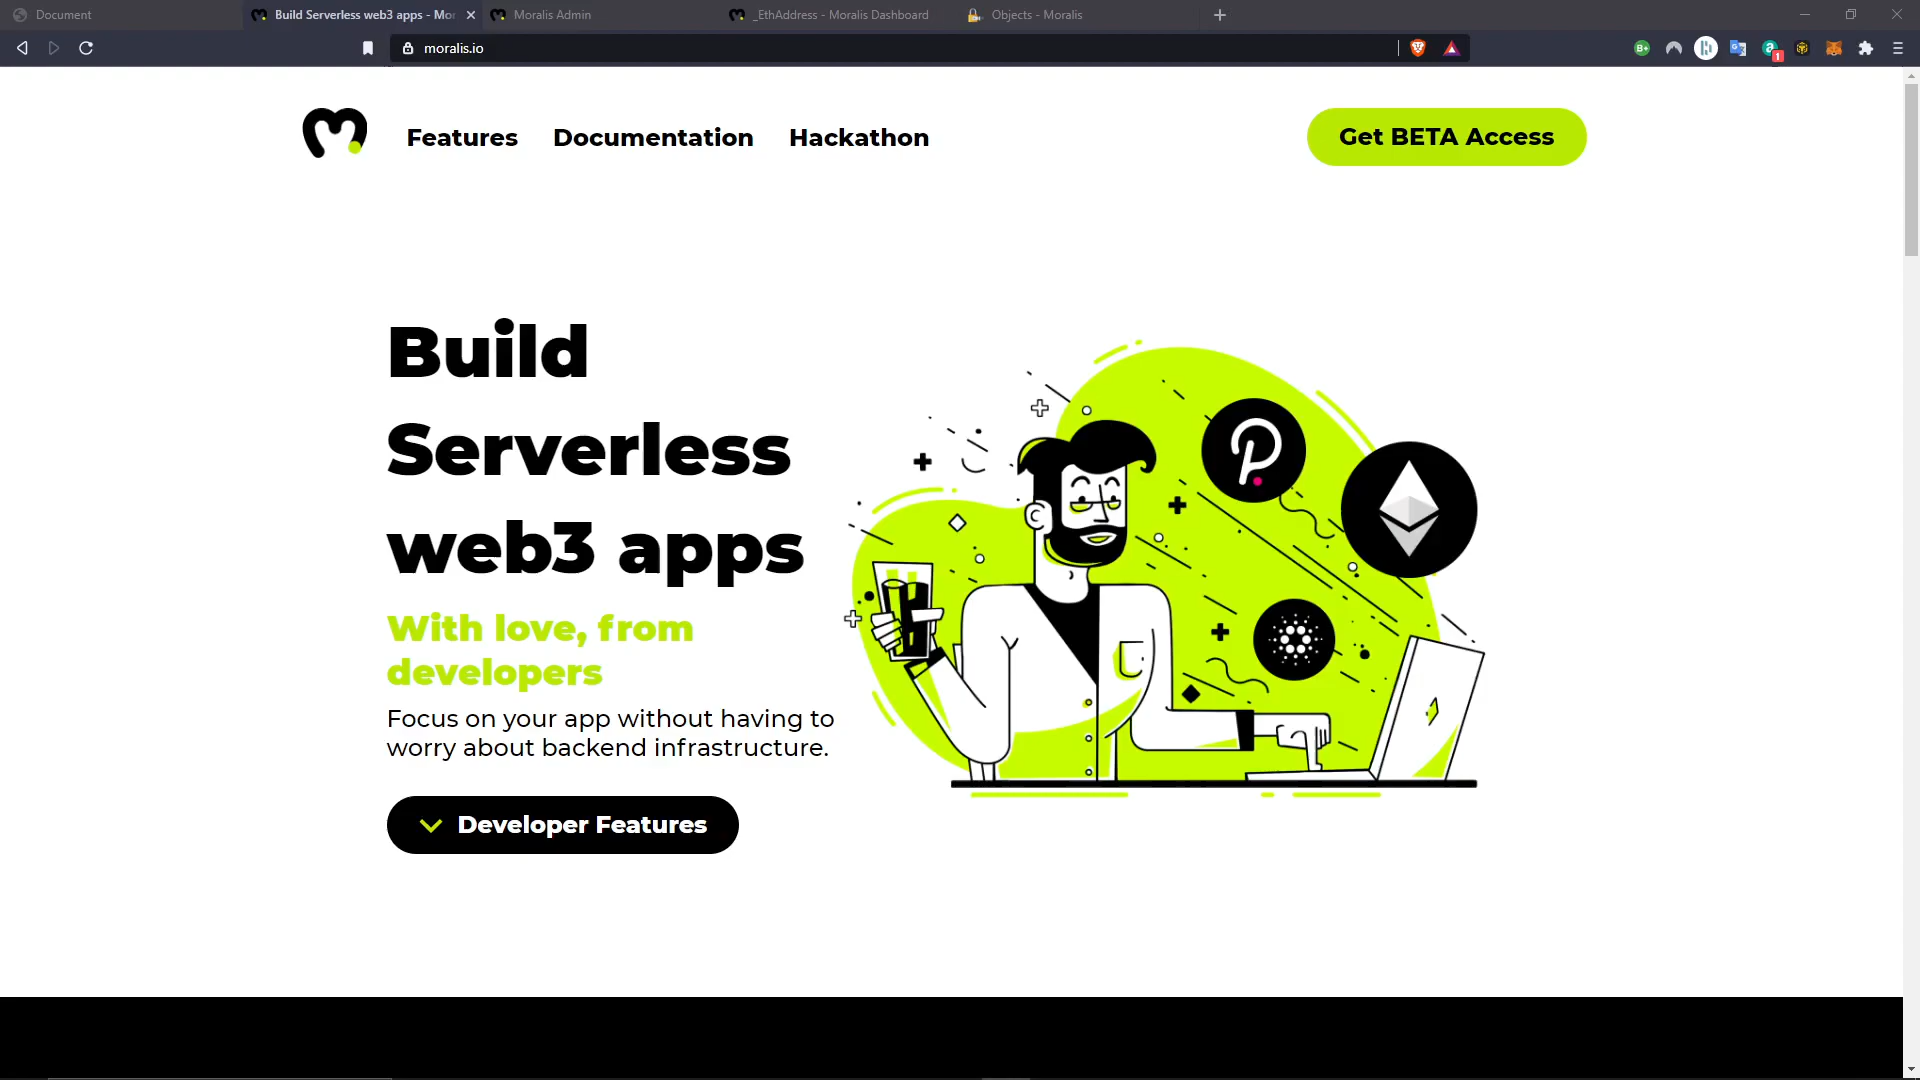 Document
Build Serverless web3 apps - Mor
Moralis Admin
_EthAddress - Moralis Dashboard
Objects - Moralis
moralis.io
1
Features
Documentation
Hackathon
Get BETA Access
Build
Serverless
web3 apps
With love, from
developers
Focus on your app without having to
worry about backend infrastructure.
Developer Features